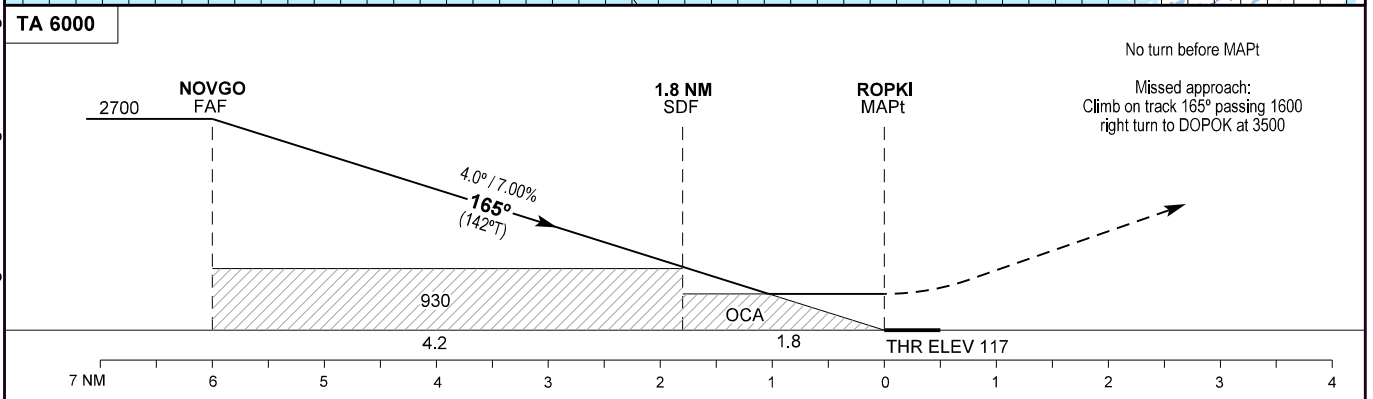 TA 6000
No turn before MAPt
Missed approach:
Climb on track 165º passing 1600
right turn to DOPOK at 3500
NOVGO
FAF
1.8 NM
SDF
ROPKI
MAPt
2700
4.0º / 7.00%
165º
(142ºT)
930
OCA
4.2
1.8
THR ELEV 117
7 NM 6 5 4 3 2 1 0 1 2 3 4